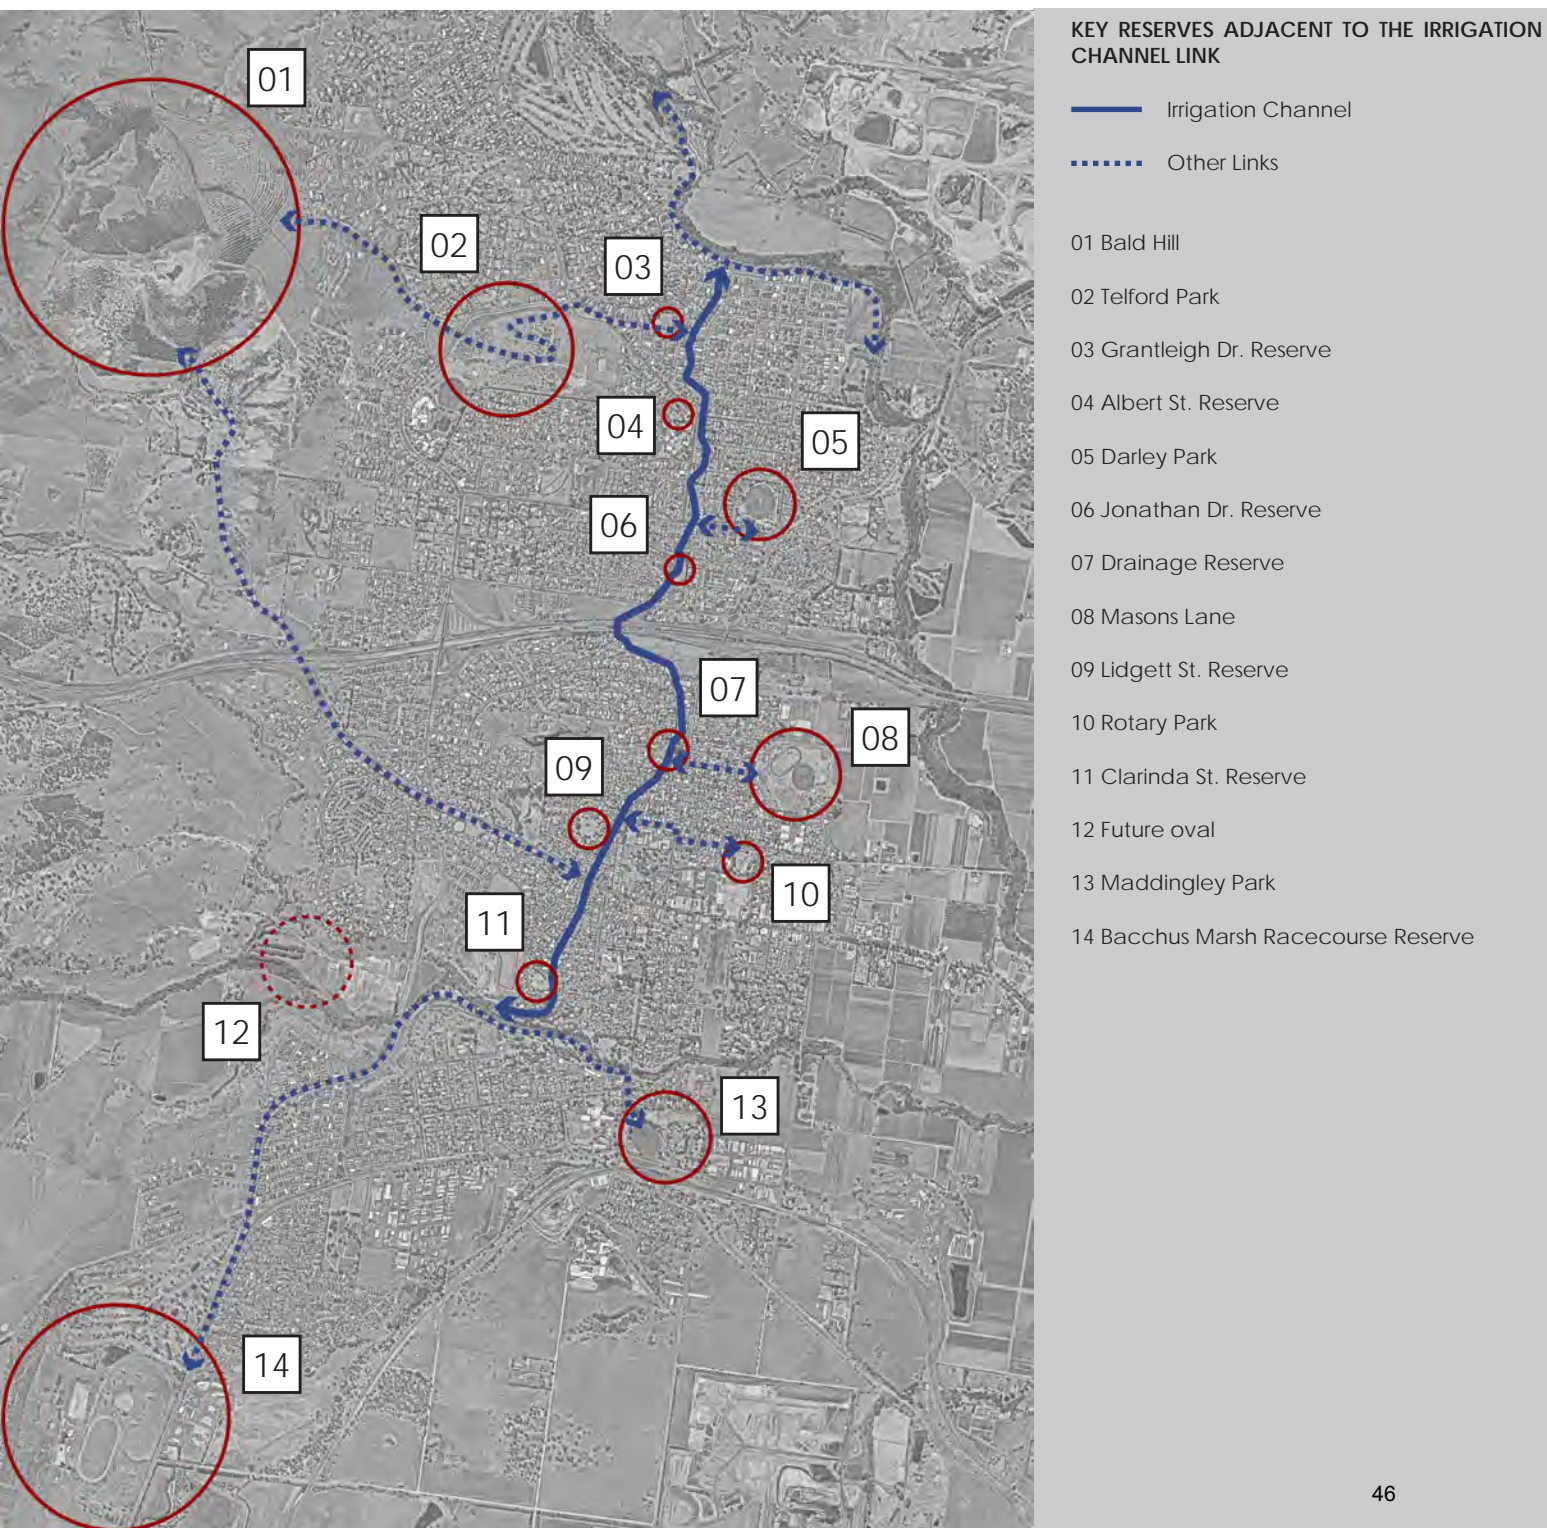 01
02
03
04
05
06
07
08
09
10
11
12
13
14
KEY RESERVES ADJACENT TO THE IRRIGATION
CHANNEL LINK
Irrigation Channel
Other Links
01 Bald Hill
02 Telford Park
03 Grantleigh Dr. Reserve
04 Albert St. Reserve
05 Darley Park
06 Jonathan Dr. Reserve
07 Drainage Reserve
08 Masons Lane
09 Lidgett St. Reserve
10 Rotary Park
11 Clarinda St. Reserve
12 Future oval
13 Maddingley Park
14 Bacchus Marsh Racecourse Reserve
46